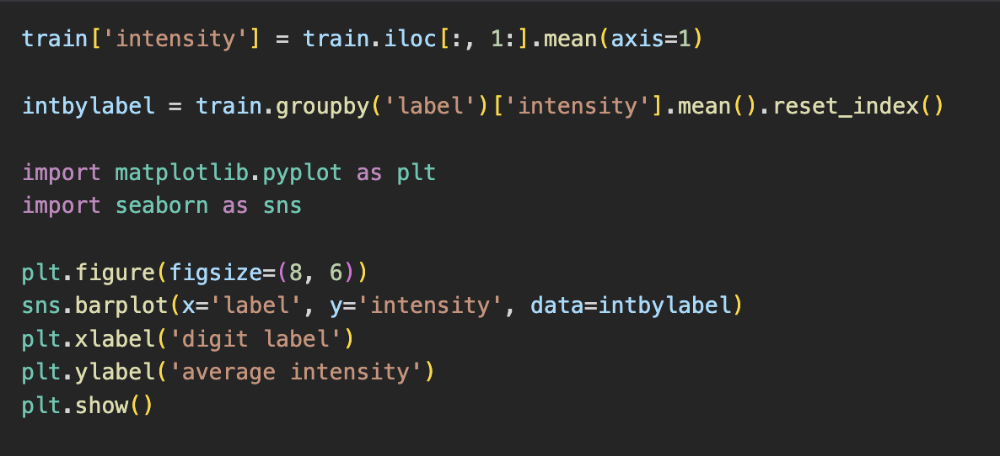 train['intensity'] = train.iloc[:, 1:].mean(axis=1)
intbylabel = train.groupby('label')['intensity'].mean().reset_index()
import matplotlib.pyplot as plt
import seaborn as sns
plt.figure(figsize=(8, 6))
sns.barplot(x='label', y='intensity', data=intbylabel)
plt.xlabel('digit label')
plt.ylabel('average intensity')
plt.show()